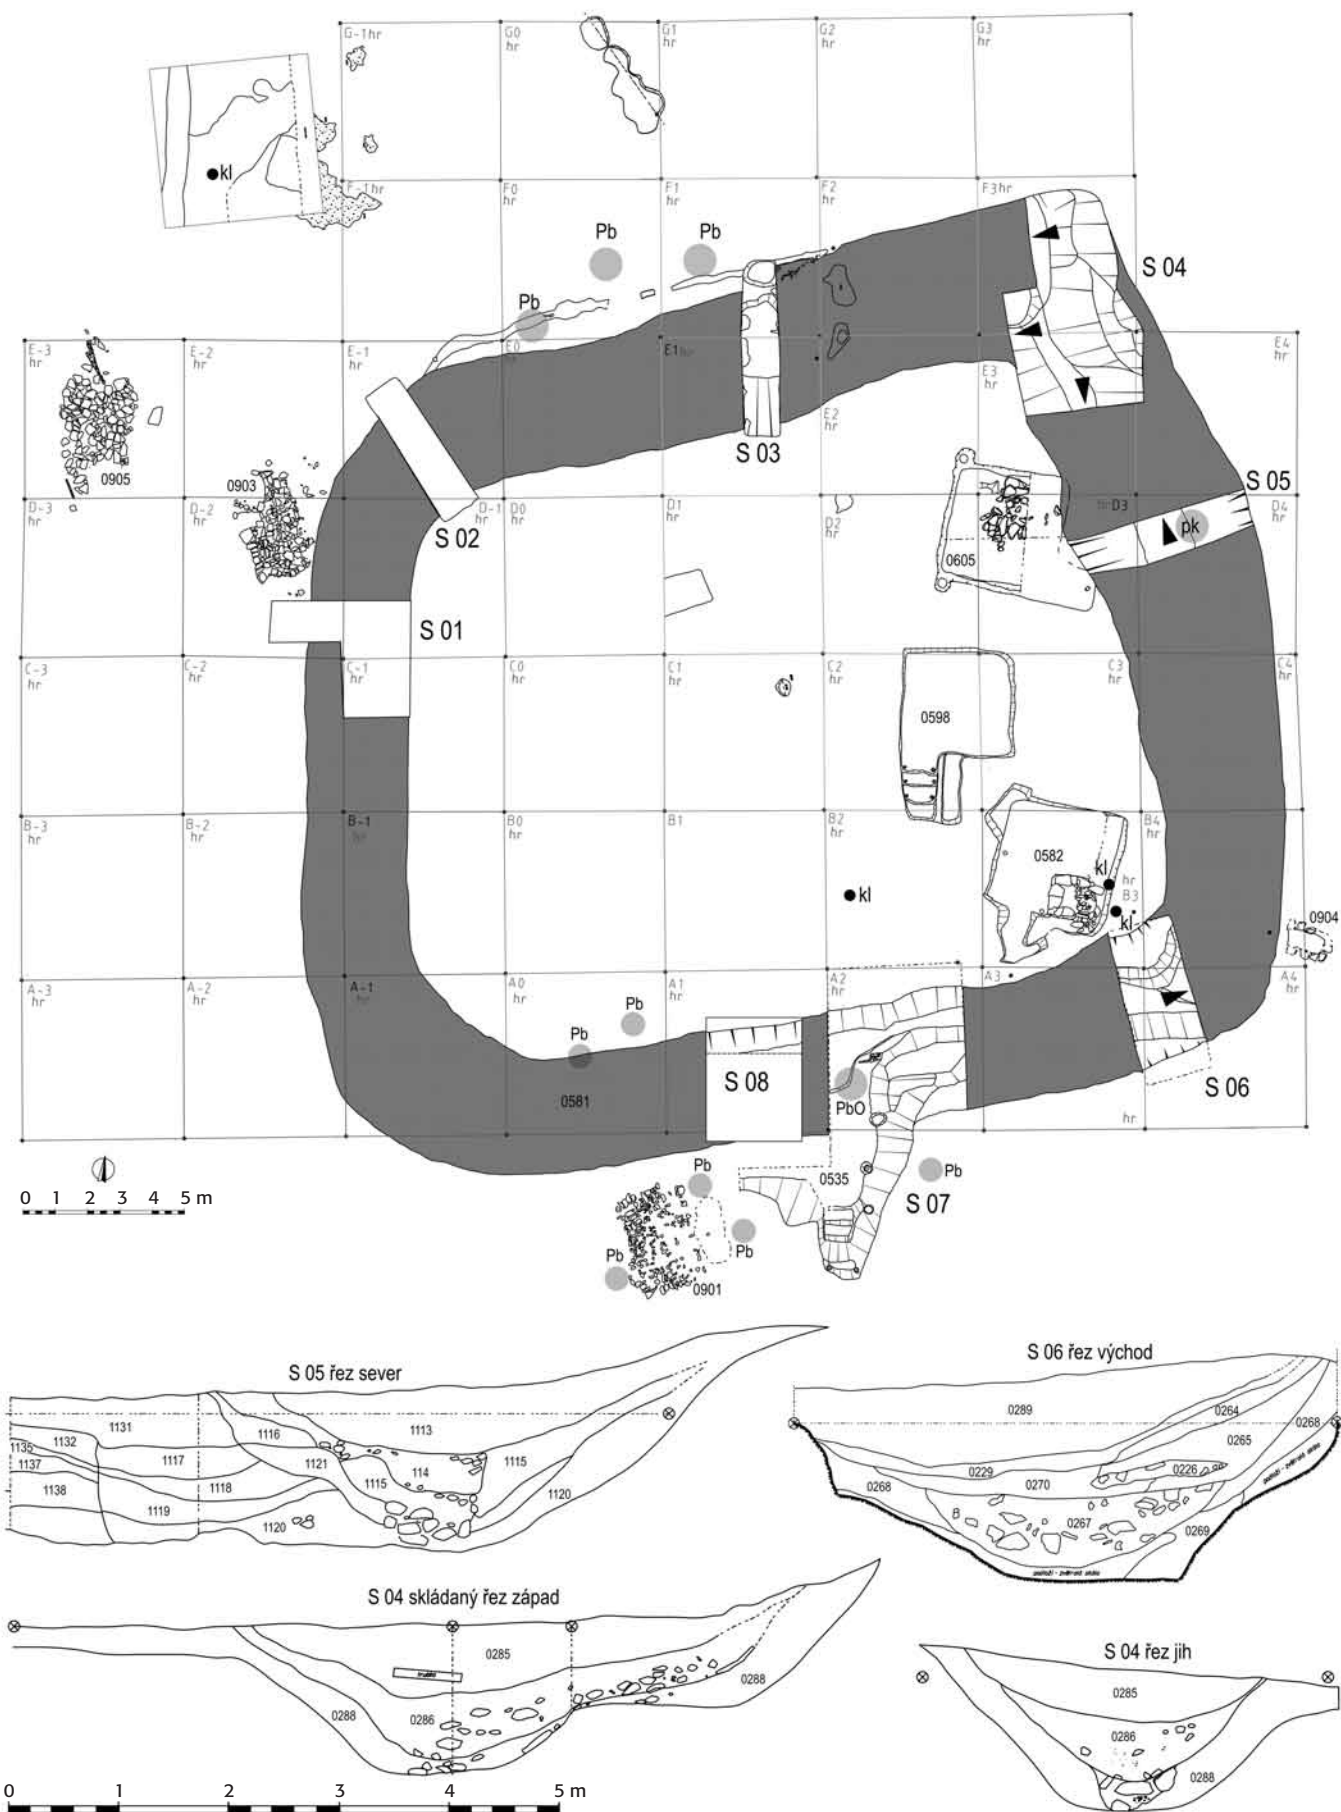 G-1hr
G0
hr
G1
hr
G2
hr
G3
hr
kl
F-1hr
F0
hr
F1
hr
F2
hr
F3hr
Pb
Pb
Pb
S 04
E-3
hr
E-2
hr
E-1
hr
E0
hr
E1hr
E2
hr
E3
hr
E4
hr
0905
0903
S 03
S 05
D-3
hr
D-2
hr
D-1
hr
D0
hr
D1
hr
D2
hr
hrD3
D4
hr
S 02
pk
0605
S 01
C-3
hr
C-2
hr
C-1
hr
C0
hr
C1
hr
C2
hr
C3
hr
C4
hr
0598
B-3
hr
B-2
hr
B-1
hr
B0
hr
B1
hr
B2
hr
B4
hr
0582
kl
hr
B3
kl
kl
0904
A-3
hr
A-2
hr
A-1
hr
A0
hr
A1
hr
A2
hr
A3
A4
hr
Pb
Pb
S 08
0581
PbO
S 06
hr
Pb
0535
Pb
S 07
Pb
Pb
0901
0 1 2 3 4 5 m
S 05 řez sever
1131
1132
1135
1137
1138
1117
1116
1121
1118
1119
1120
1113
114
1115
1115
1120
S 06 řez východ
0289
0264
0268
0265
0229
0270
0226
0268
0267
0269
S 04 skládaný řez západ
0285
0288
0286
0288
S 04 řez jih
0285
0286
0288
0 1 2 3 4 5 m